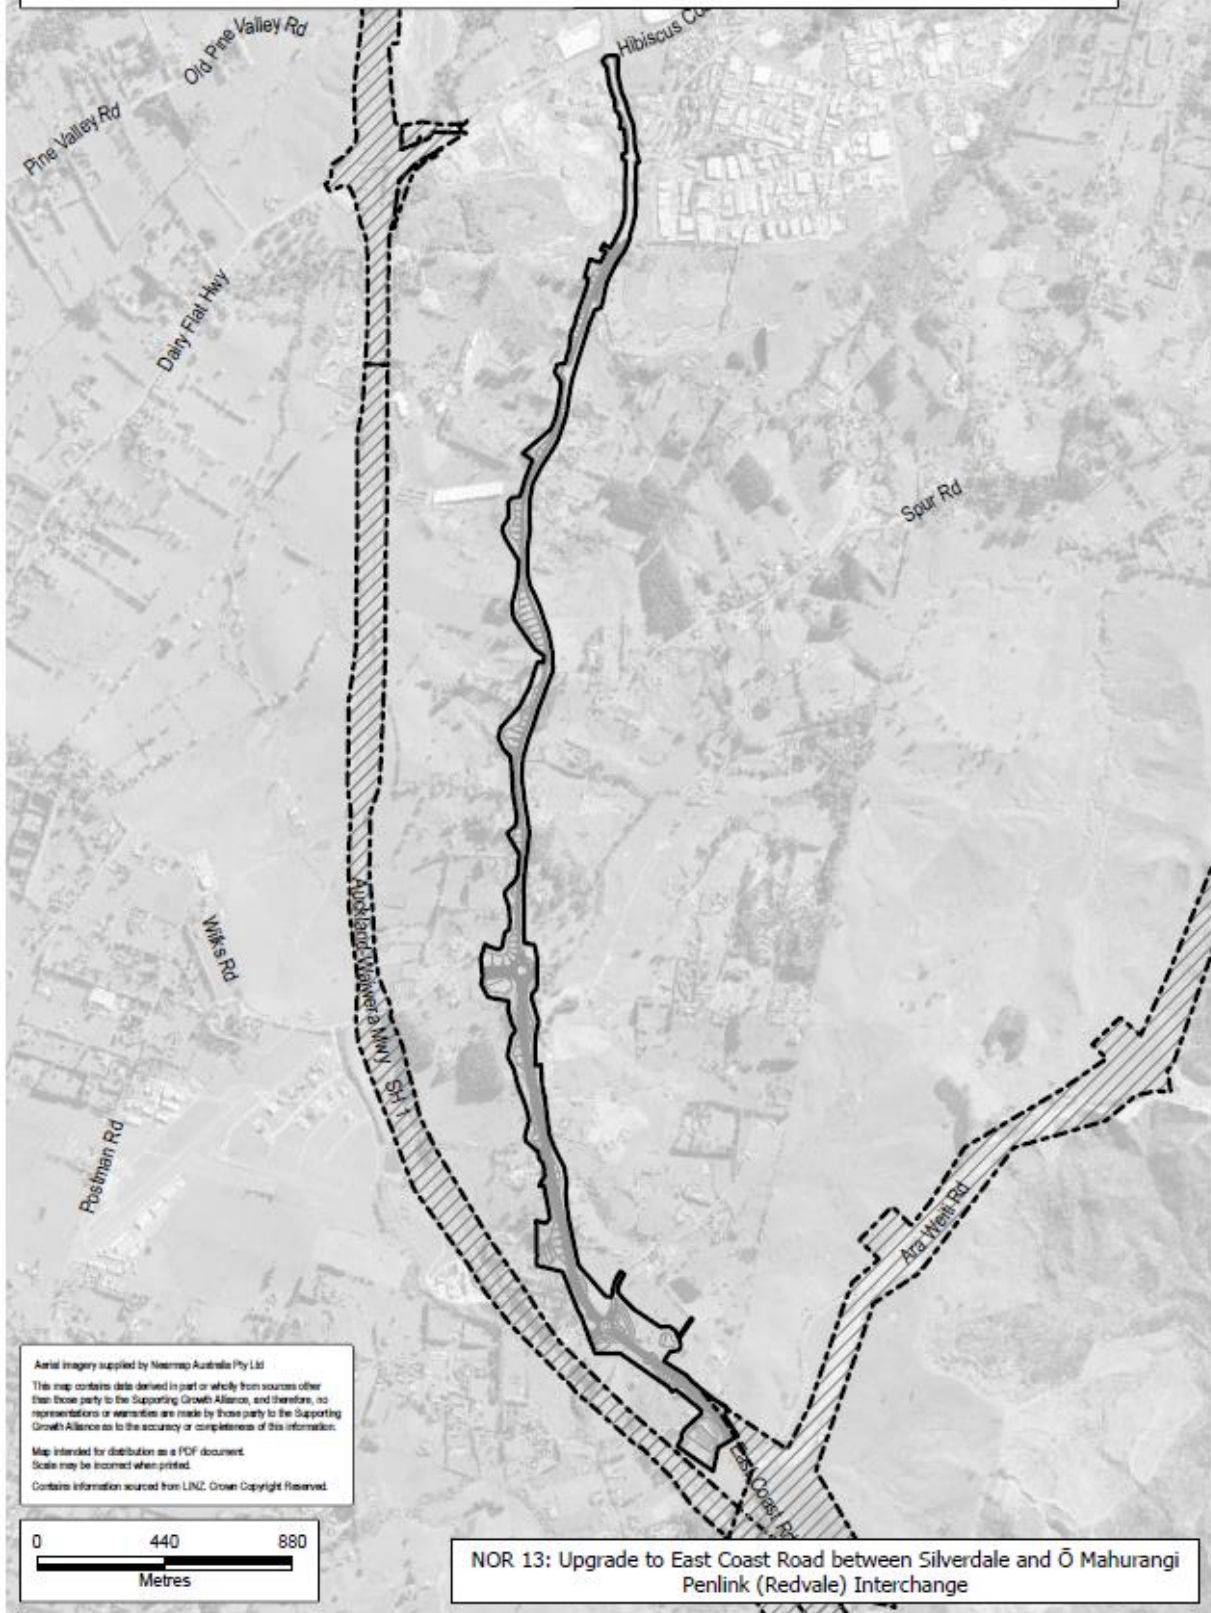 Old Pine Valley Rd
Hibiscus
Pine Valley Rd
Dairy Flat Hwy
Spur Rd
Auckland-Waiwera Mwy SH 1
Wilks Rd
Postman Rd
Ara Weiti Rd
East Coast Rd
Aerial imagery supplied by Nearmap Australia Pty Ltd
This map contains data derived in part or wholly from sources other
than those party to the Supporting Growth Alliance, and therefore, no
representations or warranties are made by those party to the Supporting
Growth Alliance as to the accuracy or completeness of this information.
Map intended for distribution as a PDF document.
Scale may be incorrect when printed.
Contains information sourced from LINZ. Crown Copyright Reserved.
0 440 880
Metres
NOR 13: Upgrade to East Coast Road between Silverdale and Ō Mahurangi
Penlink (Redvale) Interchange